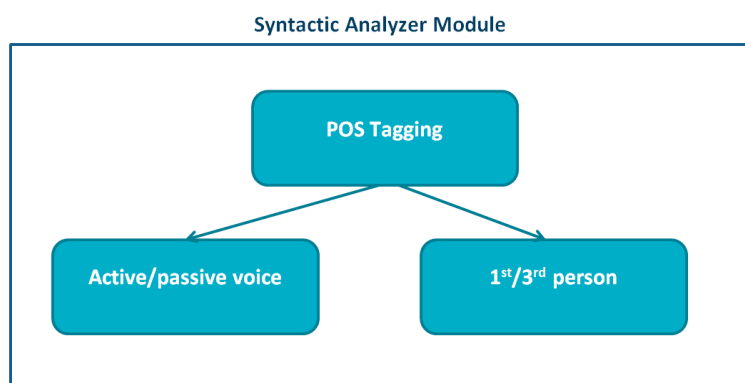 Syntactic Analyzer Module
POS Tagging
Active/passive voice
1st/3rd person